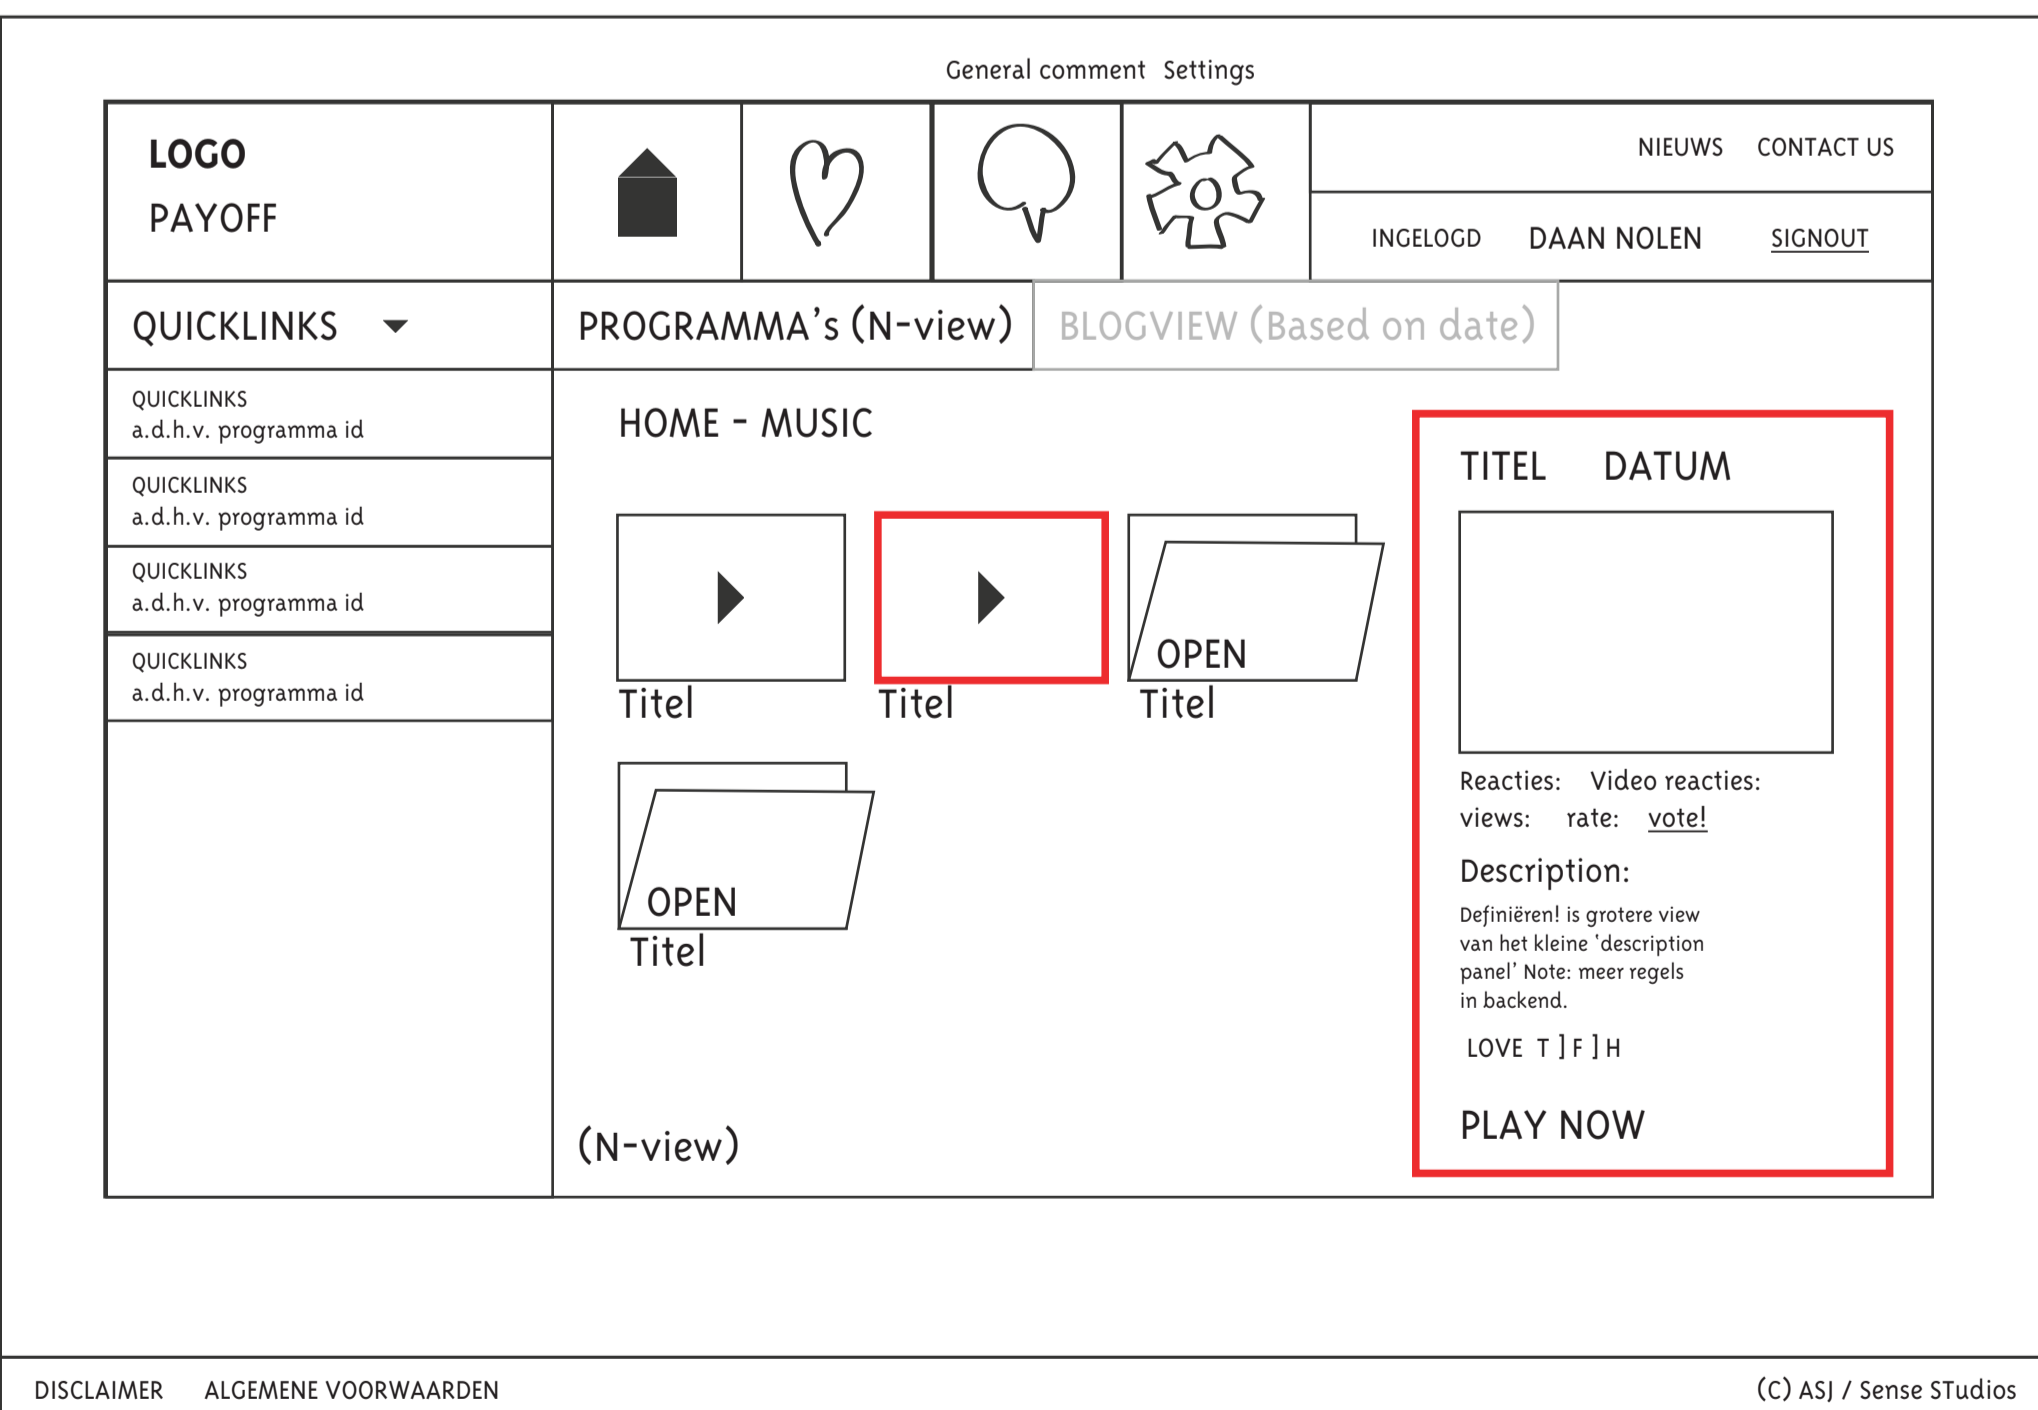 General comment Settings
LOGO
PAYOFF
NIEUWS CONTACT US
INGELOGD DAAN NOLEN SIGNOUT
QUICKLINKS
PROGRAMMA's (N-view) BLOGVIEW (Based on date)
QUICKLINKS
a.d.h.v. programma id
QUICKLINKS
a.d.h.v. programma id
QUICKLINKS
a.d.h.v. programma id
QUICKLINKS
a.d.h.v. programma id
HOME - MUSIC
Titel
Titel
OPEN
Titel
OPEN
Titel
(N-view)
TITEL DATUM
Reacties: Video reacties:
views: rate: vote!
Description:
Definiëren! is grotere view
van het kleine ‘description
panel’ Note: meer regels
in backend.
LOVE T ] F ] H
PLAY NOW
DISCLAIMER ALGEMENE VOORWAARDEN
(C) ASJ / Sense STudios